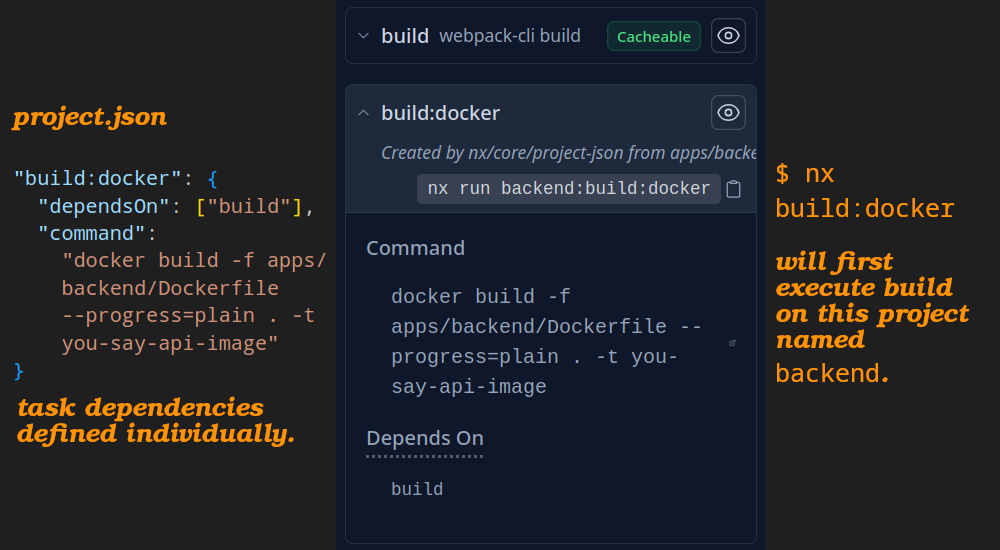 project.json
"build:docker": {
"dependsOn": ["build"],
"command":
"docker build -f apps/
backend/Dockerfile
--progress=plain . -t
you-say-api-image"
}
task dependencies
defined individually.
build webpack-cli build Cacheable
build:docker
Created by nx/core/project-json from apps/backe
nx run backend:build:docker
Command
docker build -f
apps/backend/Dockerfile --
progress=plain . -t you-
say-api-image
Depends On
build
$ nx
build:docker
will first
execute build
on this project
named
backend.